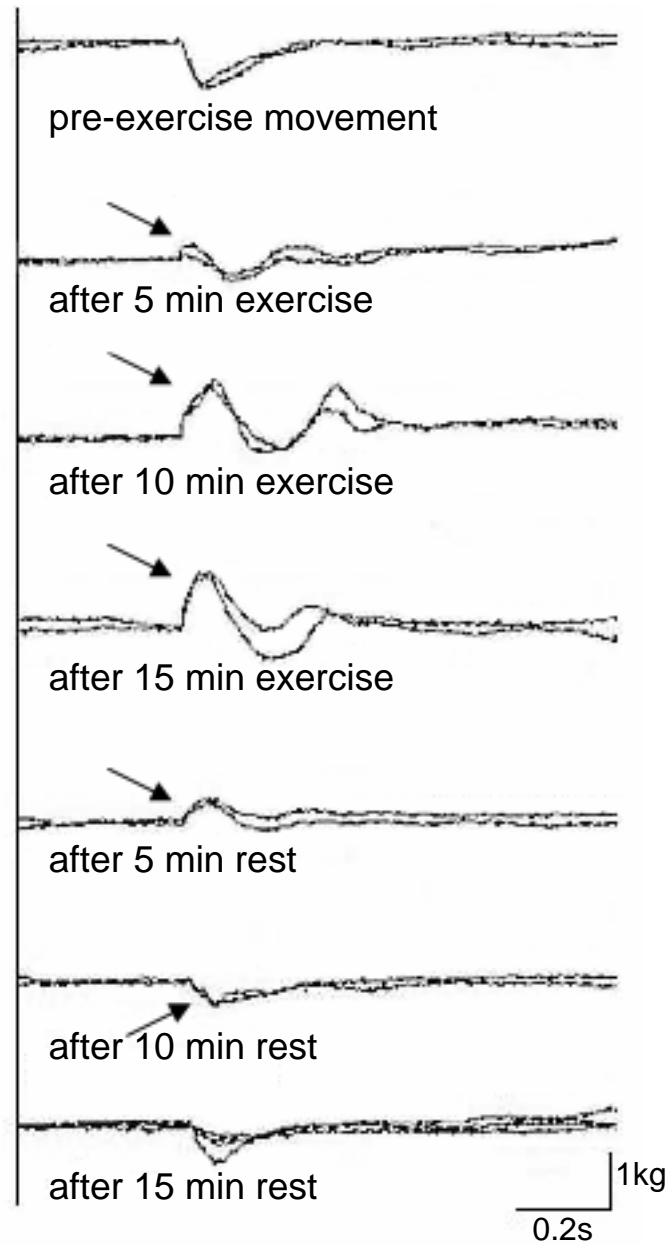 pre-exercise movement
after 5 min exercise
after 10 min exercise
after 15 min exercise
after 5 min rest
after 10 min rest
after 15 min rest
1kg
0.2s